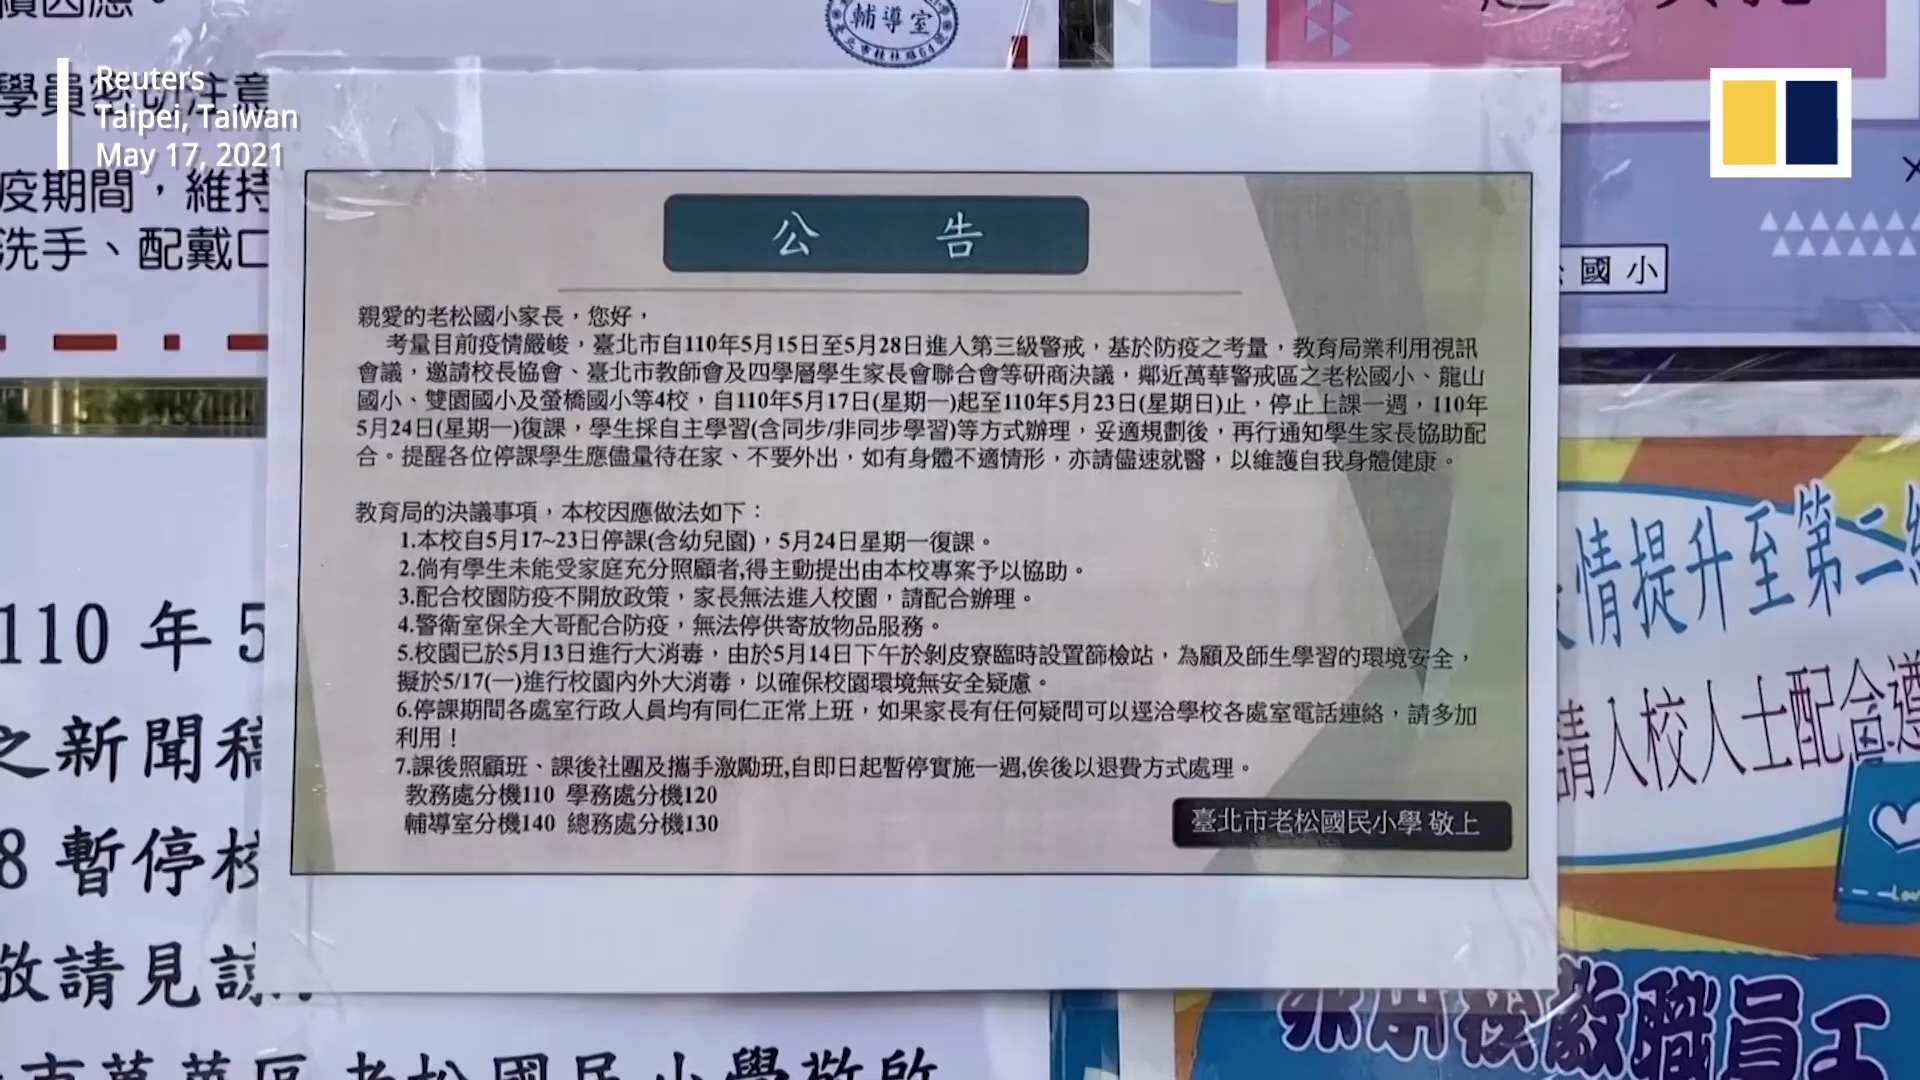 輔導室
Reuters
Taipei, Taiwan
May 17, 2021
學員密切注意
疫期間，維持
洗手、配戴口
公 告
國小
親愛的老松國小家長，您好，
考量目前疫情嚴峻，臺北市自110年5月15日至5月28日進入第三級警戒，基於防疫之考量，教育局業利用視訊
會議，邀請校長協會、臺北市教師會及四學層學生家長會聯合會等研商決議，鄰近萬華警戒區之老松國小、龍山
國小、雙園國小及螢橋國小等4校，自110年5月17日(星期一)起至110年5月23日(星期日)止，停止上課一週，110年
5月24日(星期一)復課，學生採自主學習(含同步/非同步學習)等方式辦理，妥適規劃後，再行通知學生家長協助配
合。提醒各位停課學生應儘量待在家、不要外出，如有身體不適情形，亦請儘速就醫，以維護自我身體健康。
教育局的決議事項，本校因應做法如下：
1.本校自5月17~23日停課(含幼兒園)，5月24日星期一復課。
2.倘有學生未能受家庭充分照顧者,得主動提出由本校專案予以協助。
3.配合校園防疫不開放政策，家長無法進入校園，請配合辦理。
4.警衛室保全大哥配合防疫，無法停供寄放物品服務。
5.校園已於5月13日進行大消毒，由於5月14日下午於剝皮寮臨時設置篩檢站，為顧及師生學習的環境安全，
擬於5/17(一)進行校園內外大消毒，以確保校園環境無安全疑慮。
6.停課期間各處室行政人員均有同仁正常上班，如果家長有任何疑問可以逕洽學校各處室電話連絡，請多加
利用！
7.課後照顧班、課後社團及攜手激勵班,自即日起暫停實施一週,俟後以退費方式處理。
教務處分機110 學務處分機120
輔導室分機140 總務處分機130
臺北市老松國民小學 敬上
110 年 5
之新聞稿
8 暫停校
敬請見諒
情提升至第二級
請入校人士配合遵
教職員工
市萬華區老松國民小學敬啟